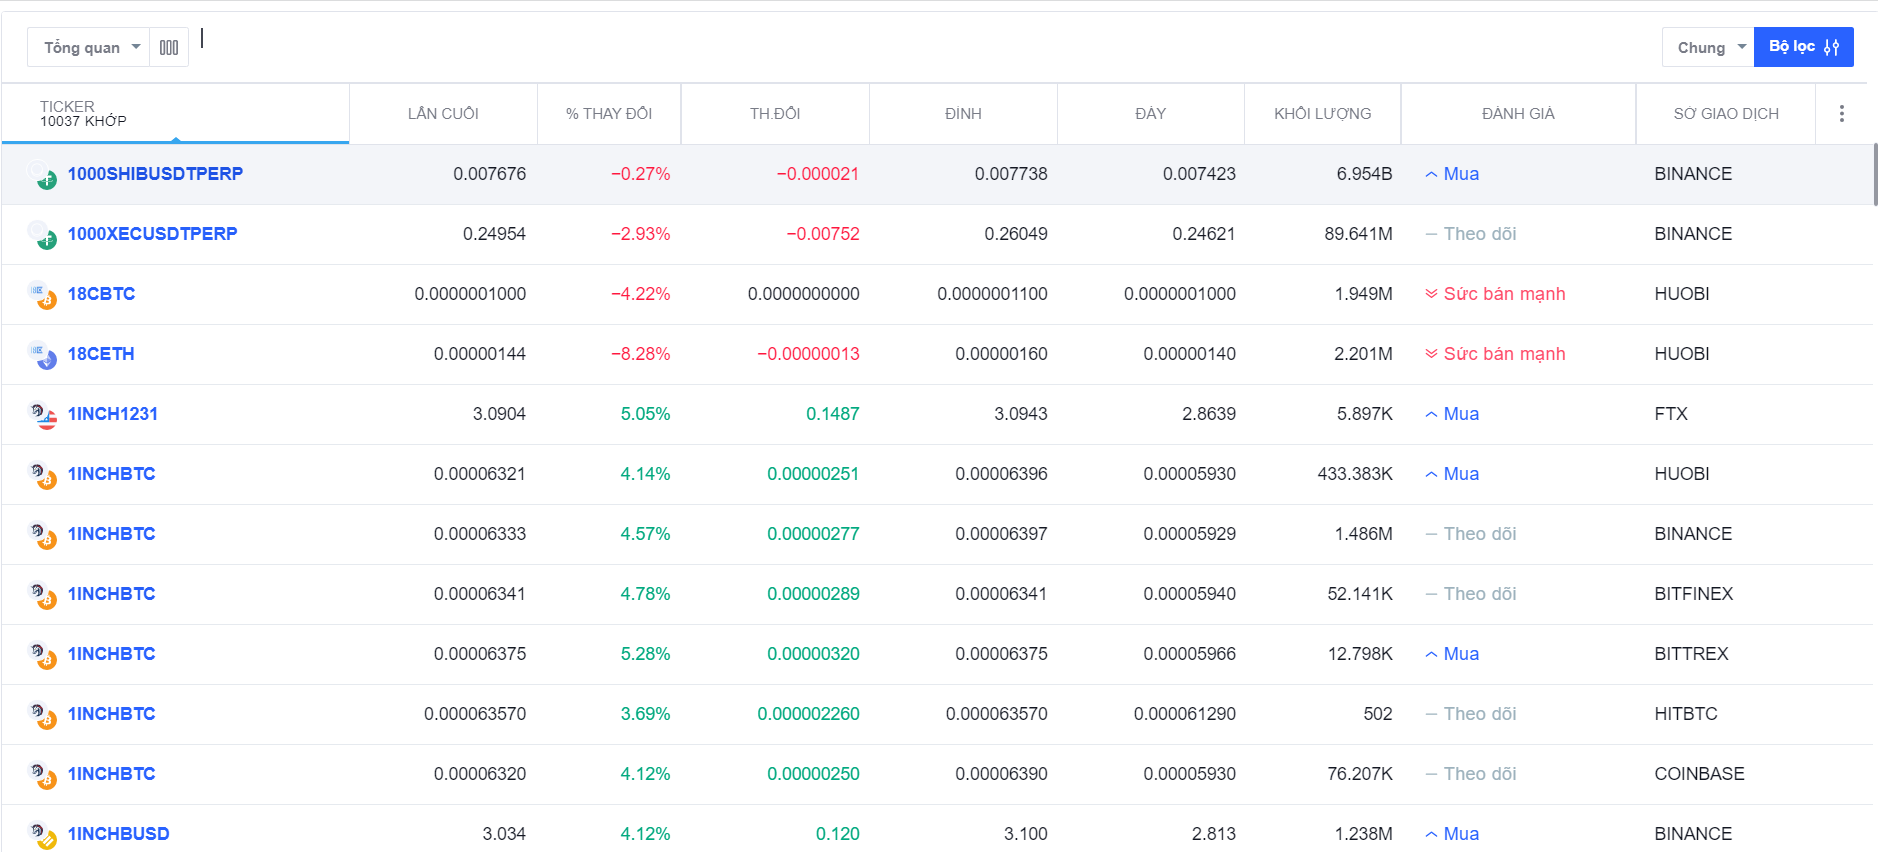 Tổng quan
Chung
Bộ lọc
TICKER
10037 KHỚP
LẦN CUỐI % THAY ĐỔI TH.ĐỔI ĐỈNH ĐÁY KHỐI LƯỢNG ĐÁNH GIÁ SỞ GIAO DỊCH
1000SHIBUSDTPERP 0.007676 −0.27% −0.000021 0.007738 0.007423 6.954B Mua BINANCE
1000XECUSDTPERP 0.24954 −2.93% −0.00752 0.26049 0.24621 89.641M Theo dõi BINANCE
18CBTC 0.0000001000 −4.22% 0.0000000000 0.0000001100 0.0000001000 1.949M Sức bán mạnh HUOBI
18CETH 0.00000144 −8.28% −0.00000013 0.00000160 0.00000140 2.201M Sức bán mạnh HUOBI
1INCH1231 3.0904 5.05% 0.1487 3.0943 2.8639 5.897K Mua FTX
1INCHBTC 0.00006321 4.14% 0.00000251 0.00006396 0.00005930 433.383K Mua HUOBI
1INCHBTC 0.00006333 4.57% 0.00000277 0.00006397 0.00005929 1.486M Theo dõi BINANCE
1INCHBTC 0.00006341 4.78% 0.00000289 0.00006341 0.00005940 52.141K Theo dõi BITFINEX
1INCHBTC 0.00006375 5.28% 0.00000320 0.00006375 0.00005966 12.798K Mua BITTREX
1INCHBTC 0.000063570 3.69% 0.000002260 0.000063570 0.000061290 502 Theo dõi HITBTC
1INCHBTC 0.00006320 4.12% 0.00000250 0.00006390 0.00005930 76.207K Theo dõi COINBASE
1INCHBUSD 3.034 4.12% 0.120 3.100 2.813 1.238M Mua BINANCE